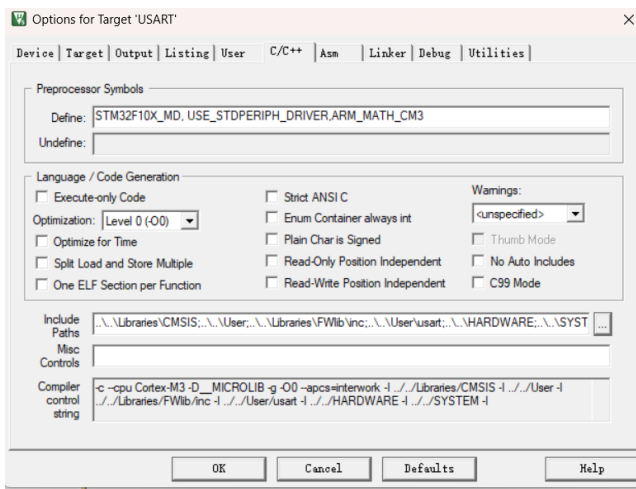 Options for Target 'USART'
Device Target Output Listing User C/C++ Asm Linker Debug Utilities
Preprocessor Symbols
Define: STM32F10X_MD, USE_STDPERIPH_DRIVER,ARM_MATH_CM3
Undefine:
Language / Code Generation
Execute-only Code
Strict ANSI C
Warnings:
Optimization: Level 0 (-O0)
Enum Container always int
<unspecified>
Optimize for Time
Plain Char is Signed
Thumb Mode
Split Load and Store Multiple
Read-Only Position Independent
No Auto Includes
One ELF Section per Function
Read-Write Position Independent
C99 Mode
Include Paths
..\..\Libraries\CMSIS;..\..\User;..\..\Libraries\FWlib\inc;..\..\User\usart;..\..\HARDWARE;..\..\SYST
...
Misc Controls
Compiler control string
-c --cpu Cortex-M3 -D__MICROLIB -g -O0 --apcs=interwork -I ../../Libraries/CMSIS -I ../../User -I
../../Libraries/FWlib/inc -I ../../User/usart -I ../../HARDWARE -I ../../SYSTEM -I
OK Cancel Defaults Help